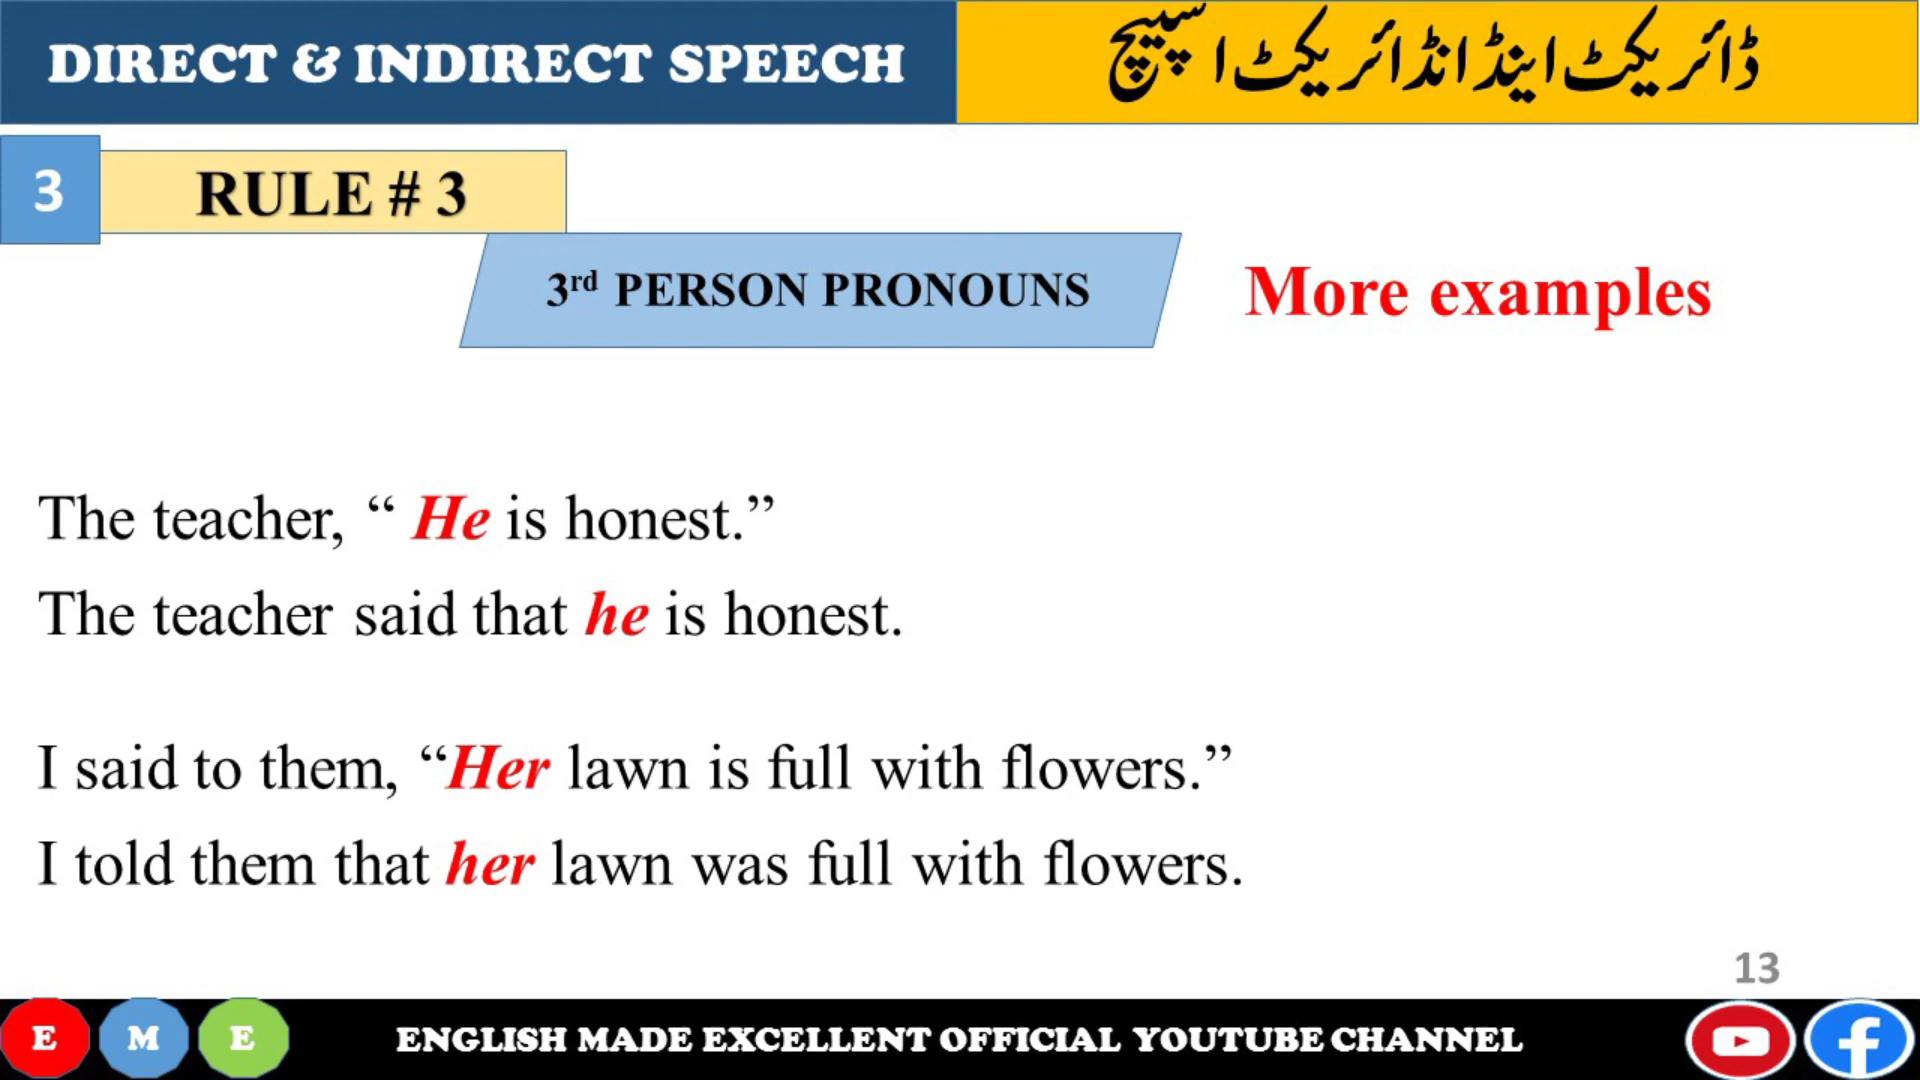 DIRECT & INDIRECT SPEECH
ڈائریکٹ اینڈ انڈائریکٹ اسپیچ
3
RULE # 3
3rd PERSON PRONOUNS
More examples
The teacher, “ He is honest.”
The teacher said that he is honest.
I said to them, “Her lawn is full with flowers.”
I told them that her lawn was full with flowers.
13
E M E
ENGLISH MADE EXCELLENT OFFICIAL YOUTUBE CHANNEL